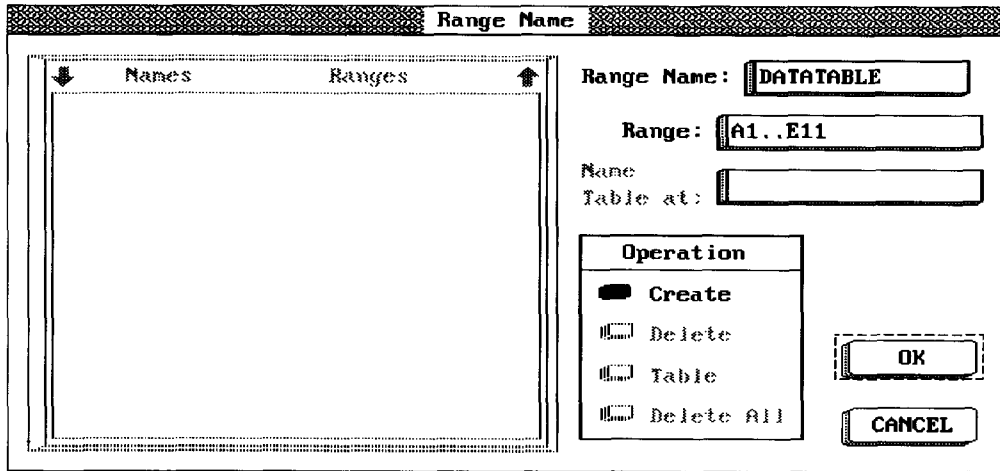 Range Name
Names Ranges
Range Name: DATATABLE
Range: A1..E11
Name
Table at:
Operation
Create
Delete
Table
Delete All
OK
CANCEL